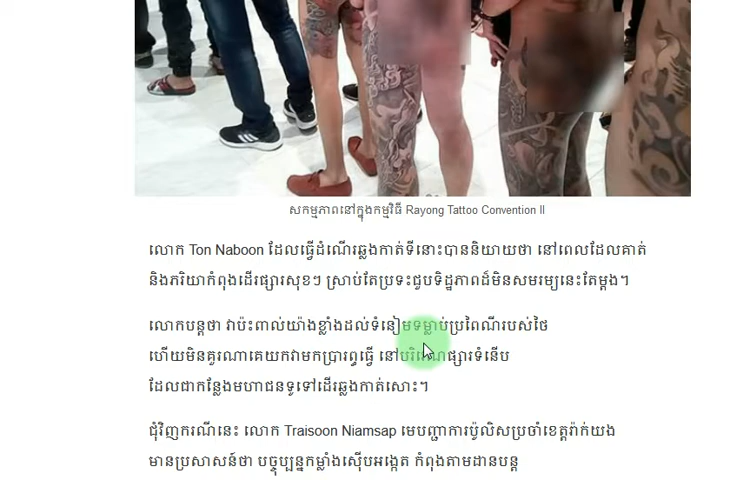 សកម្មភាពនៅក្នុងកម្មវិធី Rayong Tattoo Convention II
លោក Ton Naboon ដែលធ្វើដំណើរឆ្លងកាត់ទីនោះបាននិយាយថា នៅពេលដែលគាត់
និងភរិយាកំពុងដើរផ្សារសុខៗ ស្រាប់តែប្រទះជួបទិដ្ឋភាពដ៏មិនសមរម្យនេះតែម្តង។
លោកបន្តថា វាប៉ះពាល់យ៉ាងខ្លាំងដល់ទំនៀមទម្លាប់ប្រពៃណីរបស់ថៃ
ហើយមិនគួរណាគេយកវាមកប្រារព្ធធ្វើ នៅបរិវេណផ្សារទំនើប
ដែលជាកន្លែងមហាជនទូទៅដើរឆ្លងកាត់សោះ។
ជុំវិញករណីនេះ លោក Traisoon Niamsap មេបញ្ជាការប៉ូលិសប្រចាំខេត្តរ៉ាក់យង
មានប្រសាសន៍ថា បច្ចុប្បន្នកម្លាំងស៊ើបអង្កេត កំពុងតាមដានបន្ត